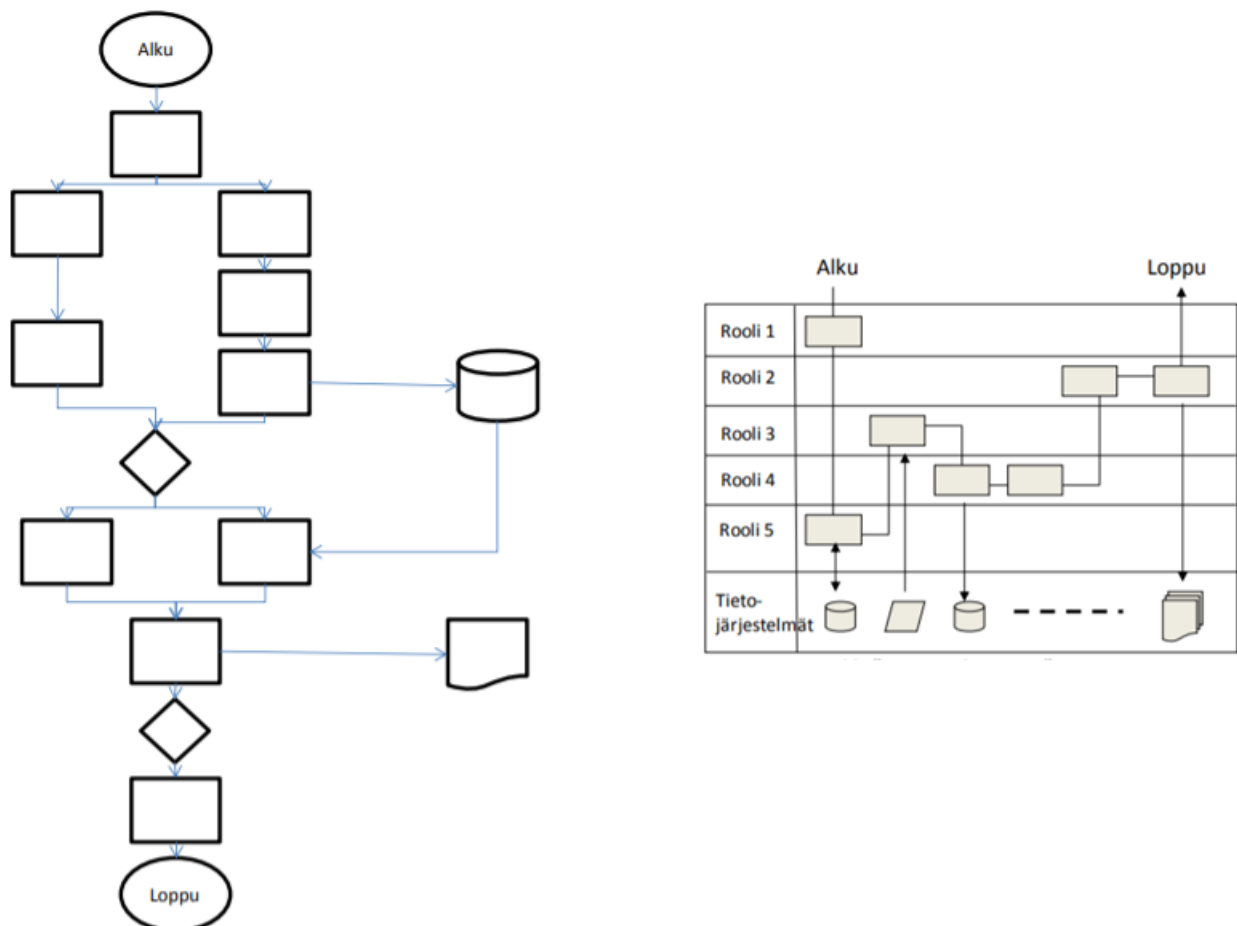 Alku
Loppu
Alku
Loppu
Rooli 1
Rooli 2
Rooli 3
Rooli 4
Rooli 5
Tieto-
järjestelmät